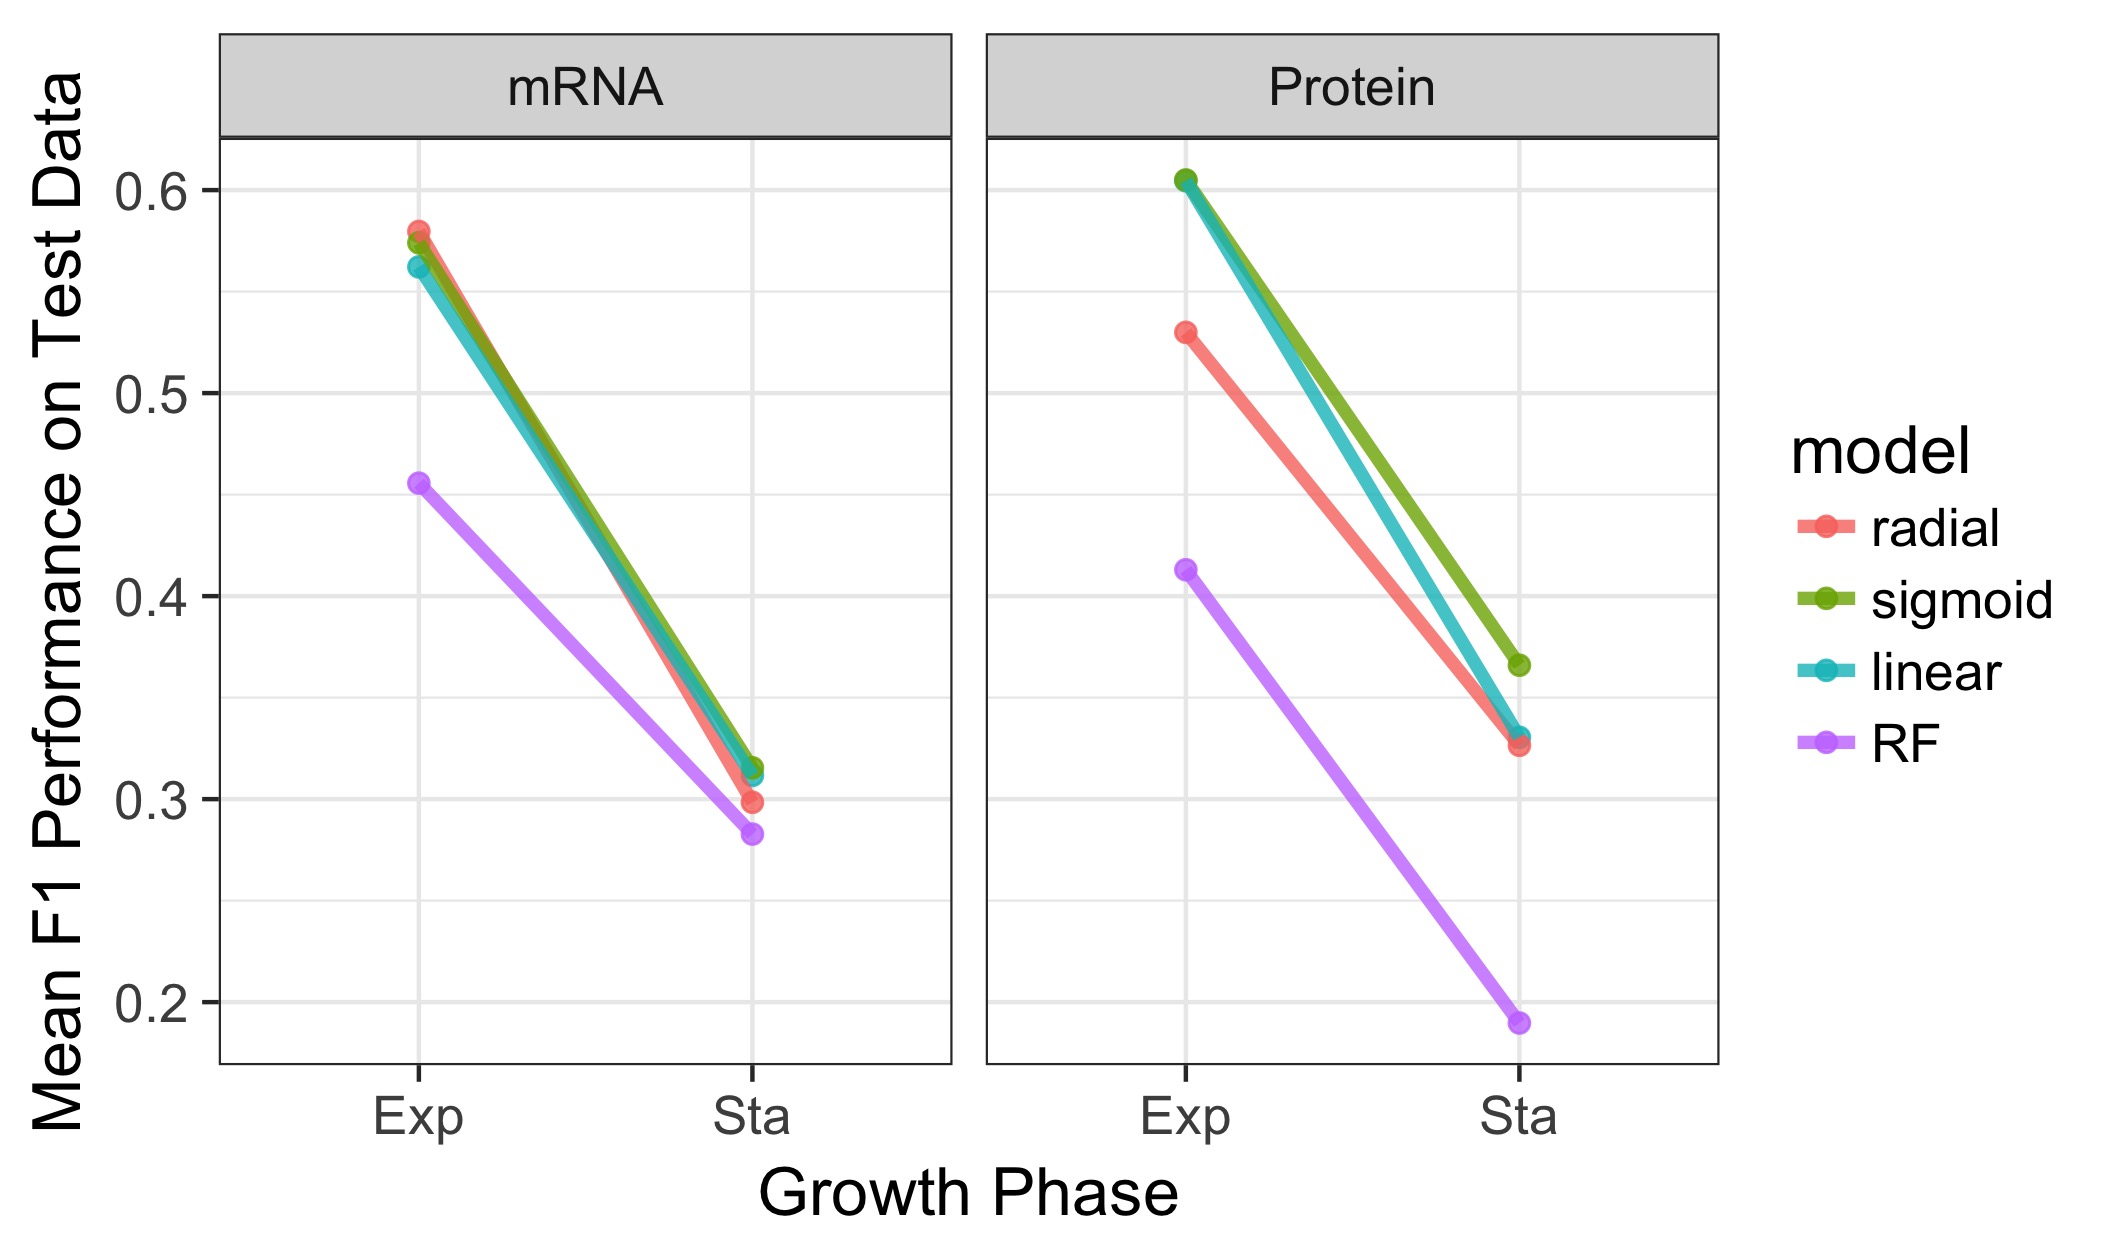 mRNA
Protein
Mean F1 Performance on Test Data
0.6
0.5
0.4
0.3
0.2
Exp
Sta
Exp
Sta
Growth Phase
model
radial
sigmoid
linear
RF